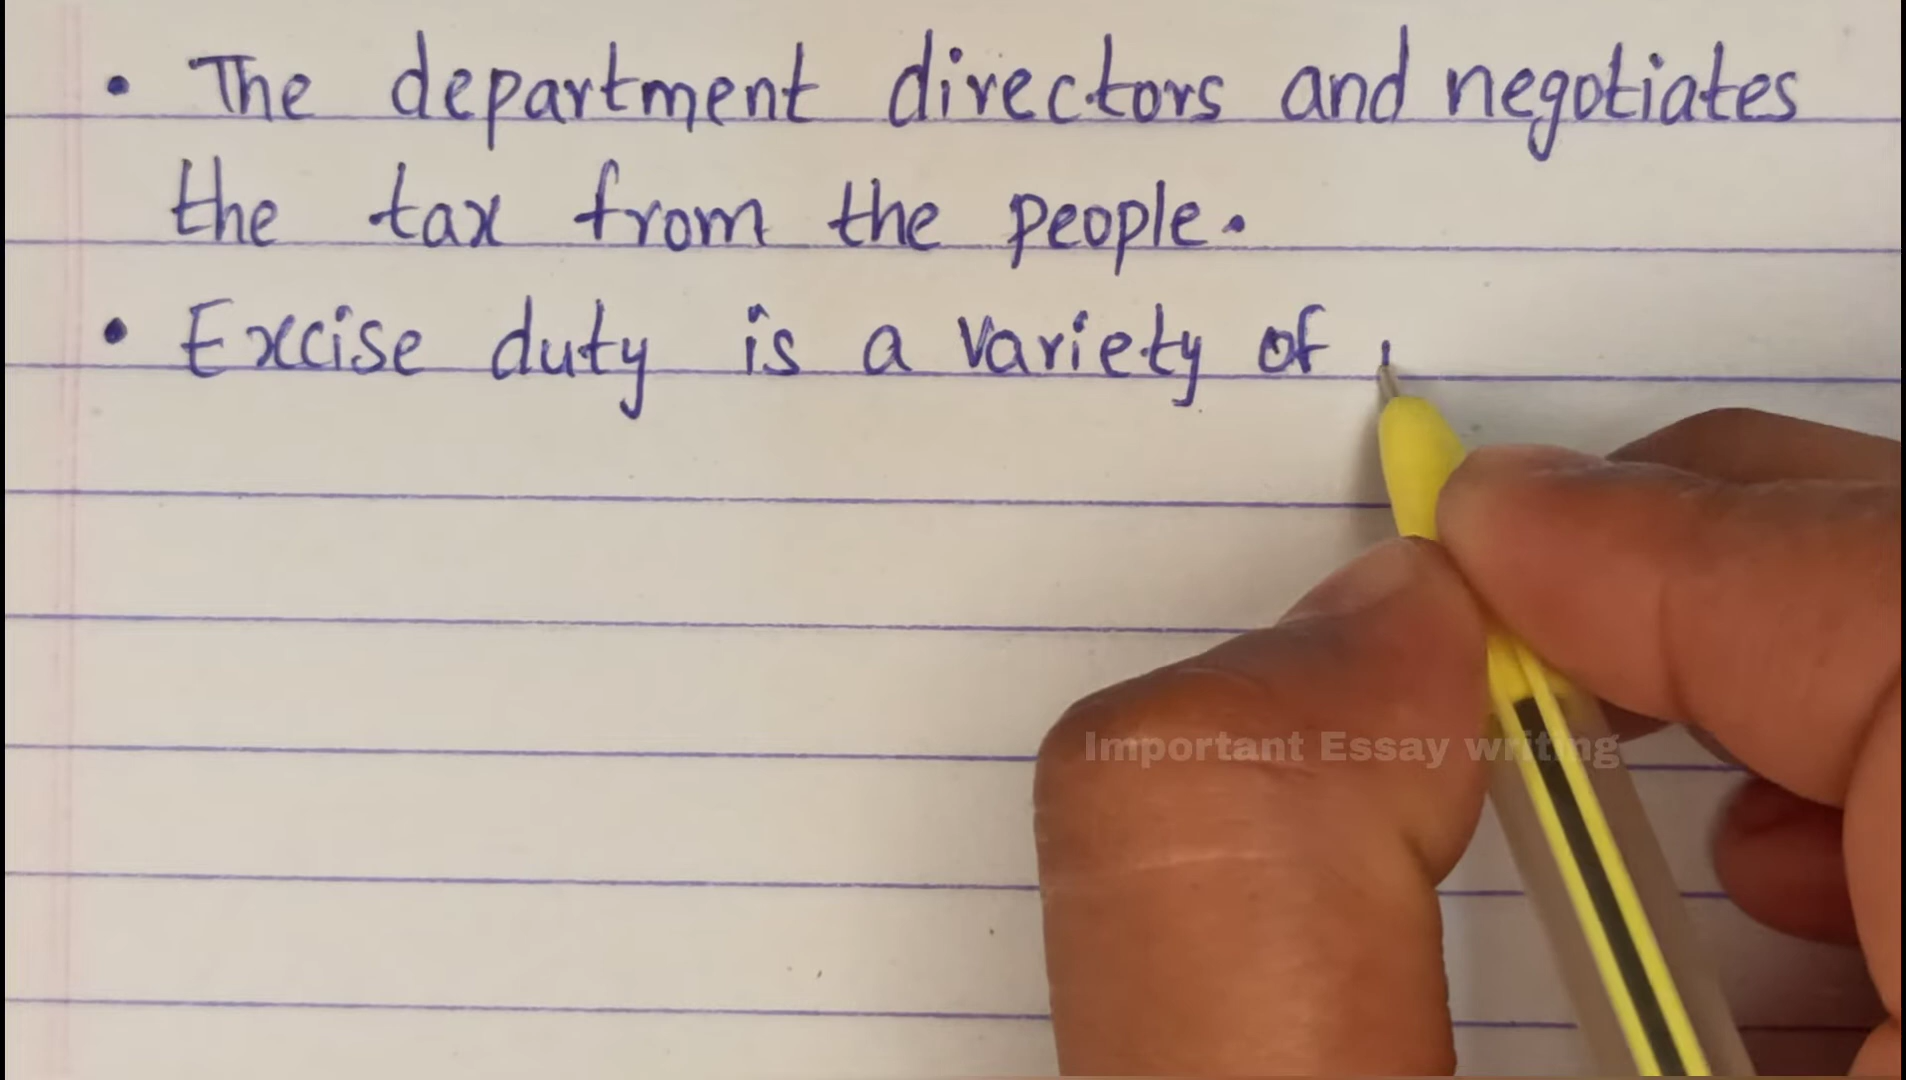 • The department directors and negotiates
the tax from the people.
• Excise duty is a variety of
Important Essay writing